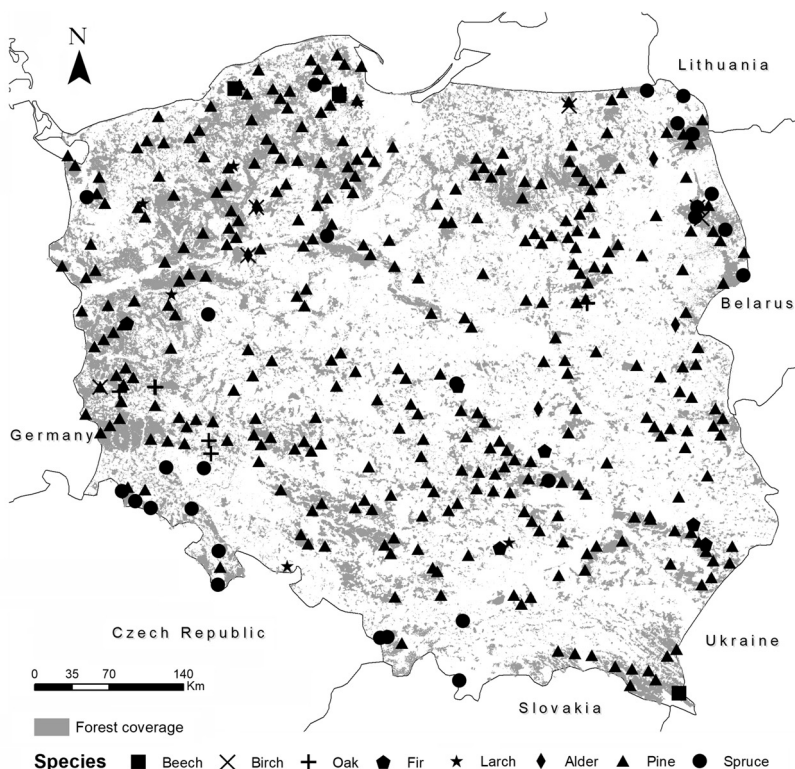 N
Lithuania
Belarus
Germany
Czech Republic
Ukraine
Slovakia
0 35 70 140
Km
Forest coverage
Species Beech Birch Oak Fir Larch Alder Pine Spruce